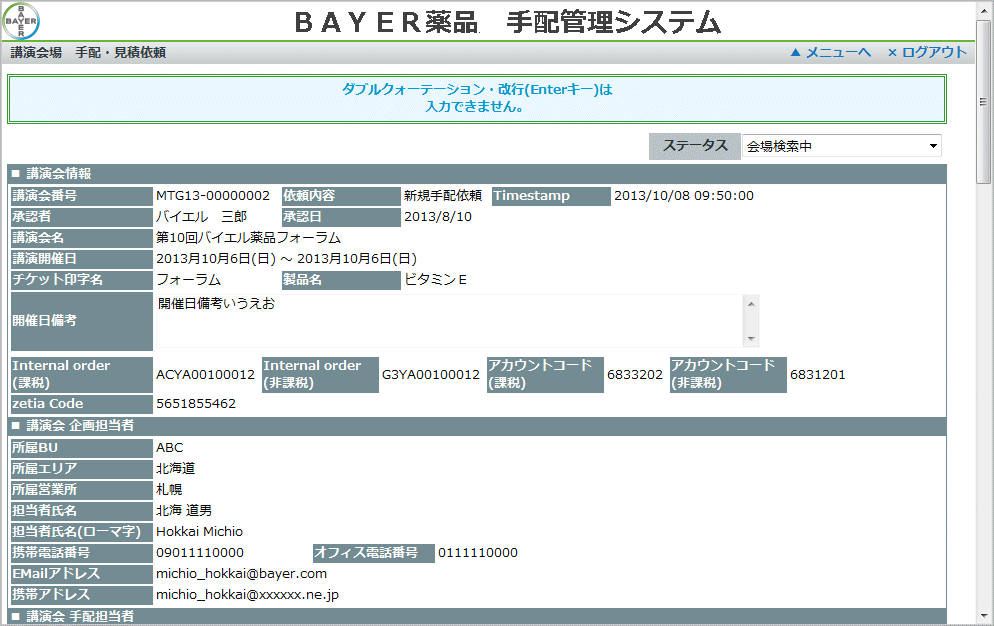 BAYER
BAYER
ＢＡＹＥＲ薬品　手配管理システム
講演会場　手配・見積依頼
▲ メニューへ　× ログアウト
ダブルクォーテーション・改行(Enterキー)は
入力できません。
ステータス 会場検索中
■ 講演会情報
講演会番号 MTG13-00000002 依頼内容 新規手配依頼 Timestamp 2013/10/08 09:50:00
承認者 バイエル　三郎 承認日 2013/8/10
講演会名 第10回バイエル薬品フォーラム
講演開催日 2013月10月6日(日) ～ 2013月10月6日(日)
チケット印字名 フォーラム 製品名 ビタミンＥ
開催日備考 開催日備考いうえお
Internal order (課税) ACYA00100012 Internal order (非課税) G3YA00100012 アカウントコード (課税) 6833202 アカウントコード (非課税) 6831201
zetia Code 5651855462
■ 講演会 企画担当者
所属BU ABC
所属エリア 北海道
所属営業所 札幌
担当者氏名 北海 道男
担当者氏名(ローマ字) Hokkai Michio
携帯電話番号 09011110000 オフィス電話番号 0111110000
EMailアドレス michio_hokkai@bayer.com
携帯アドレス michio_hokkai@xxxxxx.ne.jp
■ 講演会 手配担当者